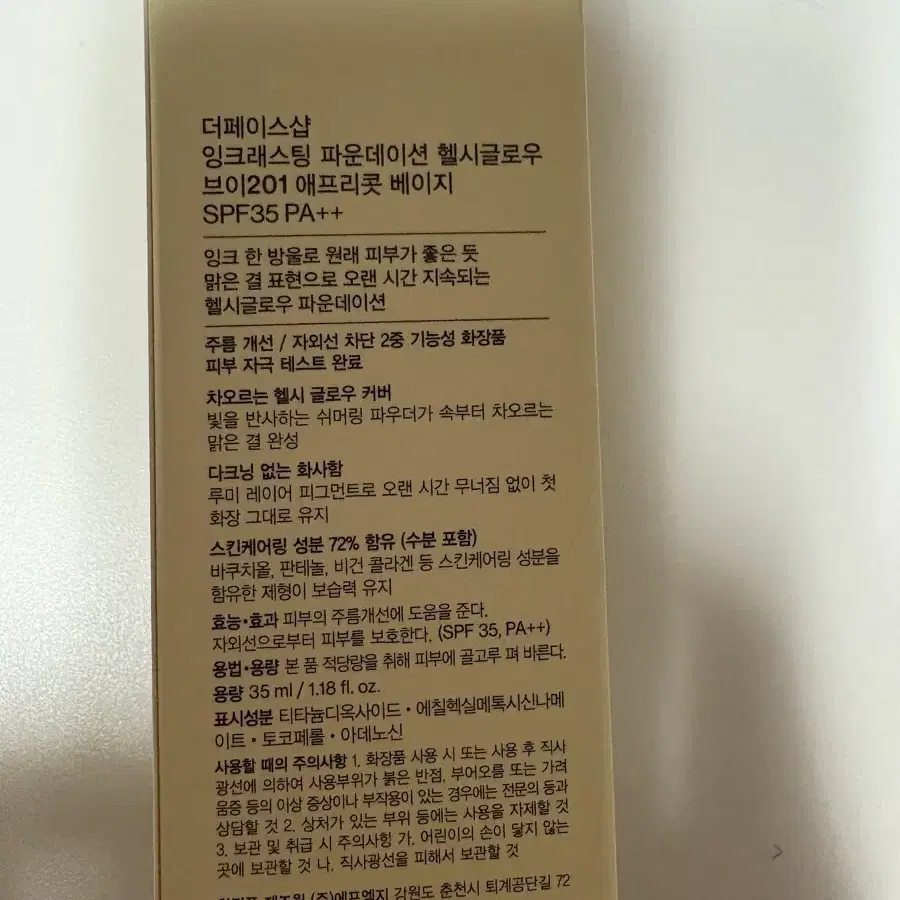 더페이스샵
잉크래스팅 파운데이션 헬시글로우
브이201 애프리콧 베이지
SPF35 PA++
잉크 한 방울로 원래 피부가 좋은 듯
맑은 결 표현으로 오랜 시간 지속되는
헬시글로우 파운데이션
주름 개선 / 자외선 차단 2중 기능성 화장품
피부 자극 테스트 완료
차오르는 헬시 글로우 커버
빛을 반사하는 쉬머링 파우더가 속부터 차오르는
맑은 결 완성
다크닝 없는 화사함
루미 레이어 피그먼트로 오랜 시간 무너짐 없이 첫
화장 그대로 유지
스킨케어링 성분 72% 함유 (수분 포함)
바쿠치올, 판테놀, 비건 콜라겐 등 스킨케어링 성분을
함유한 제형이 보습력 유지
효능•효과 피부의 주름개선에 도움을 준다.
자외선으로부터 피부를 보호한다. (SPF 35, PA++)
용법•용량 본 품 적당량을 취해 피부에 골고루 펴 바른다.
용량 35 ml / 1.18 fl. oz.
표시성분 티타늄디옥사이드 • 에칠헥실메톡시신나메
이트 • 토코페롤 • 아데노신
사용할 때의 주의사항 1. 화장품 사용 시 또는 사용 후 직사
광선에 의하여 사용부위가 붉은 반점, 부어오름 또는 가려
움증 등의 이상 증상이나 부작용이 있는 경우에는 전문의 등과
상담할 것 2. 상처가 있는 부위 등에는 사용을 자제할 것
3. 보관 및 취급 시 주의사항 가. 어린이의 손이 닿지 않는
곳에 보관할 것 나. 직사광선을 피해서 보관할 것
(주)에프엠지 강원도 춘천시 퇴계공단길 72